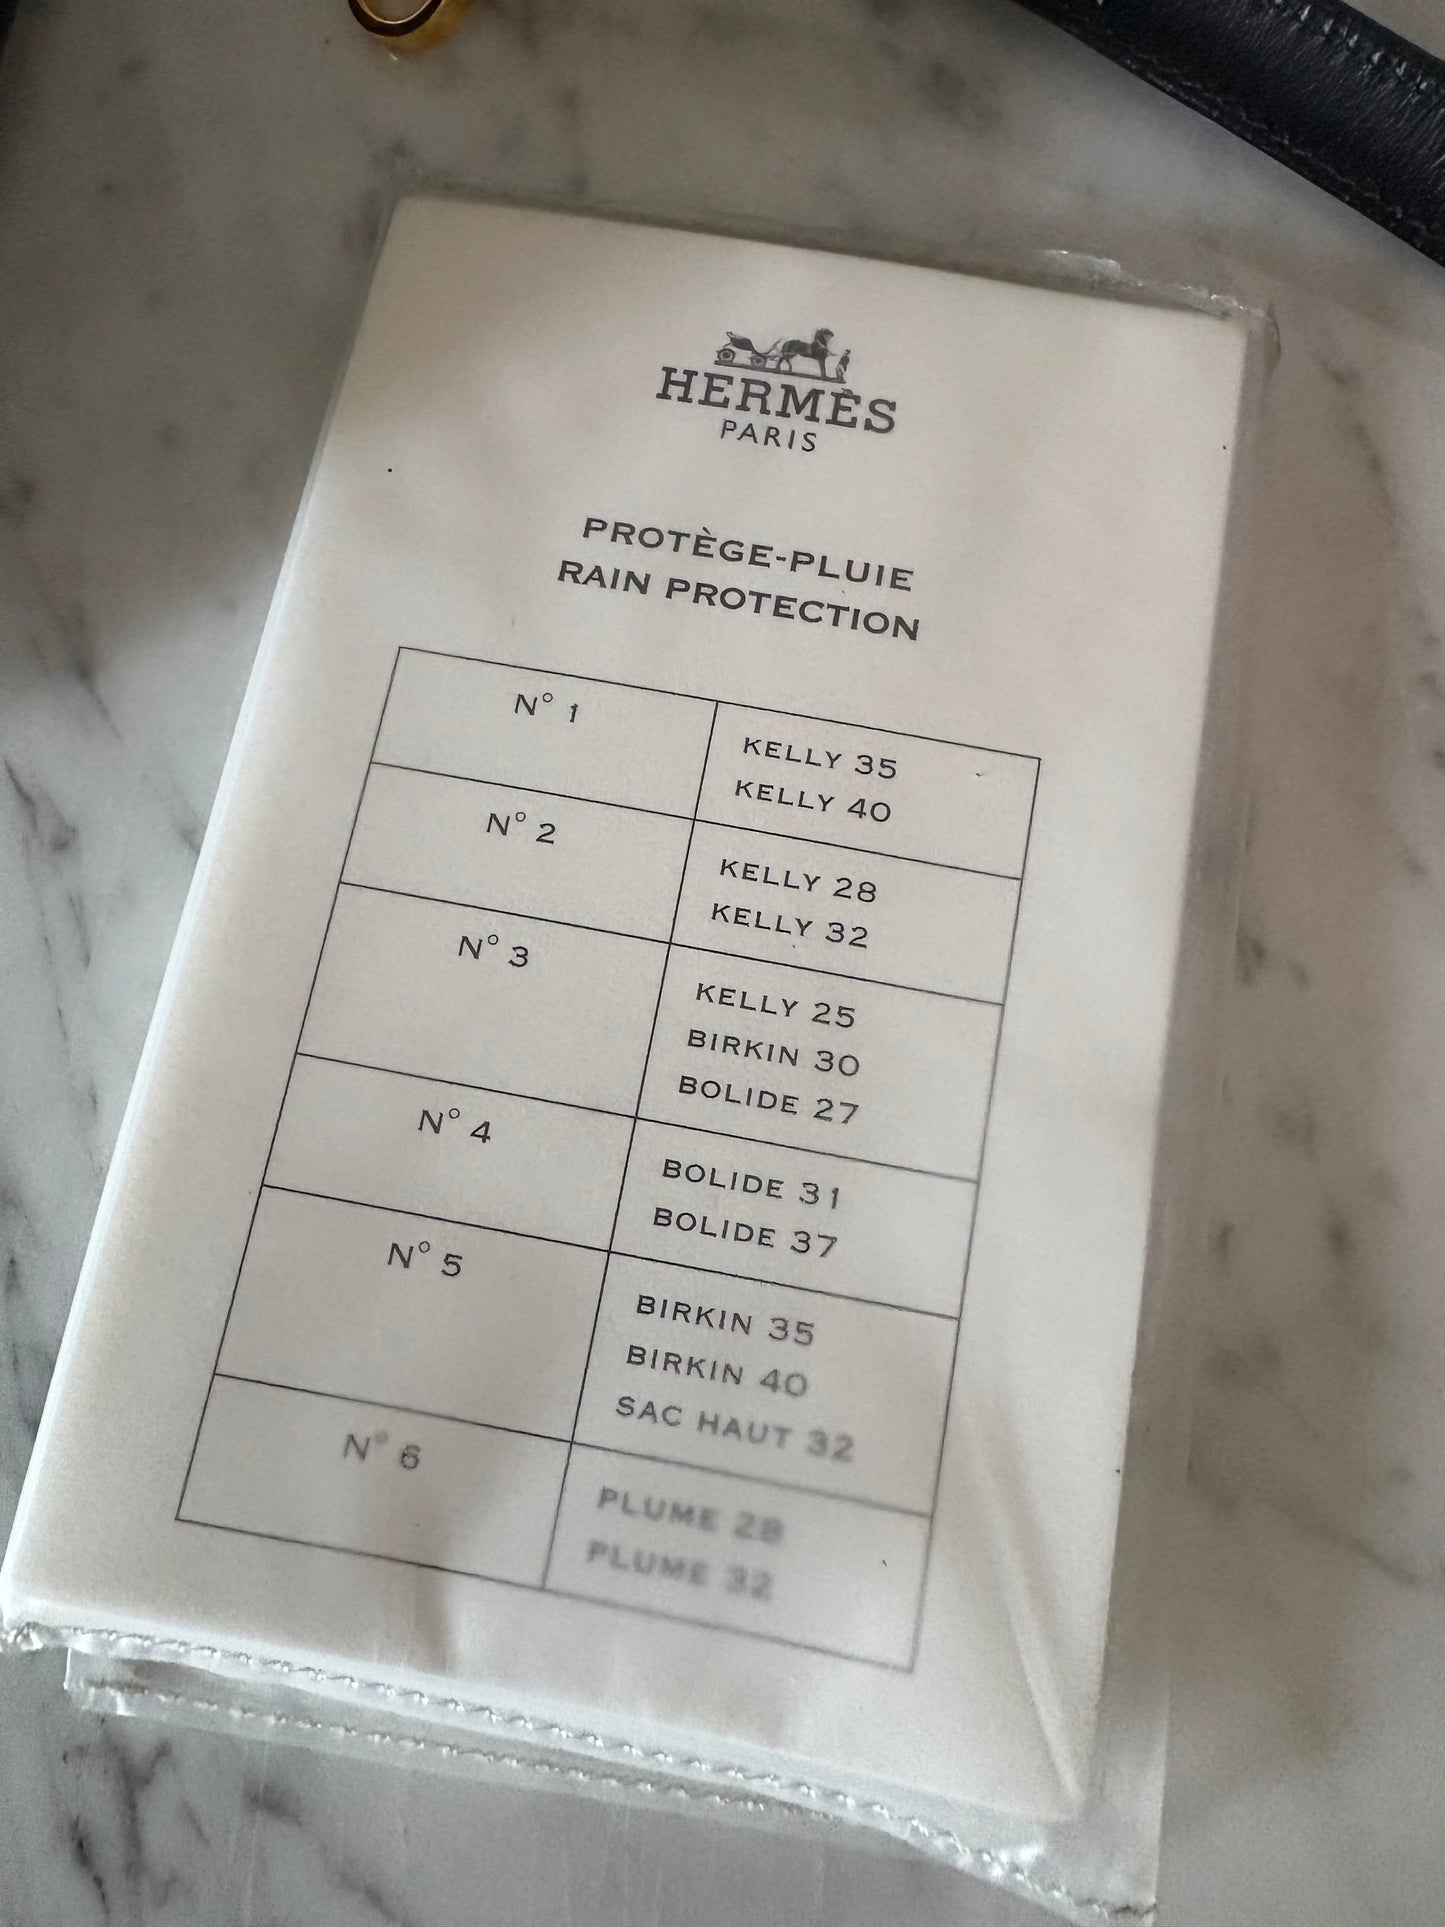 HERMÈS
PARIS
PROTÈGE-PLUIE
RAIN PROTECTION
N° 1
KELLY 35
KELLY 40
N° 2
KELLY 28
KELLY 32
N° 3
KELLY 25
BIRKIN 30
BOLIDE 27
N° 4
BOLIDE 31
BOLIDE 37
N° 5
BIRKIN 35
BIRKIN 40
SAC HAUT 32
N° 6
PLUME 28
PLUME 32